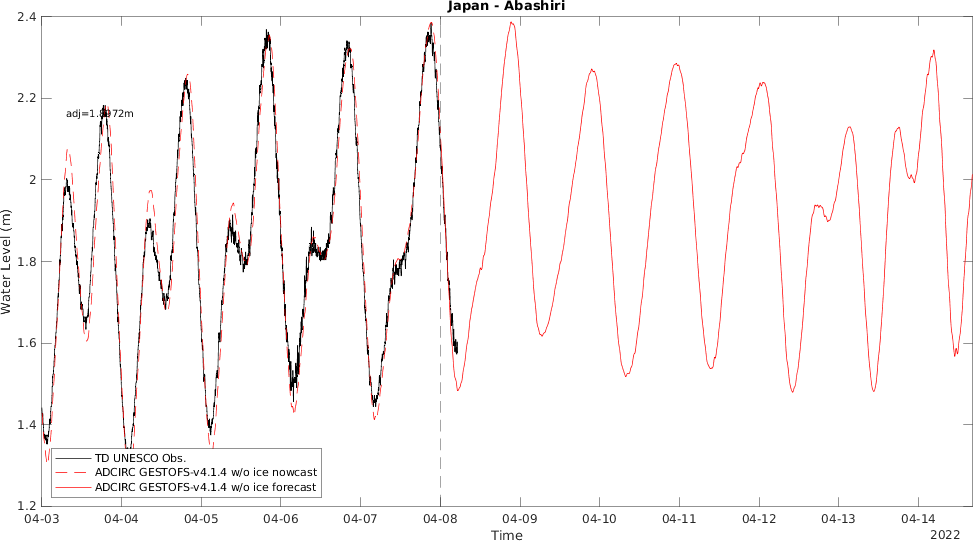 Japan - Abashiri
2.4
2.2
2
1.8
1.6
1.4
1.2
Water Level (m)
TD UNESCO Obs.
ADCIRC GESTOFS-v4.1.4 w/o ice nowcast
ADCIRC GESTOFS-v4.1.4 w/o ice forecast
04-03 04-04 04-05 04-06 04-07 04-08 04-09 04-10 04-11 04-12 04-13 04-14
2022
Time